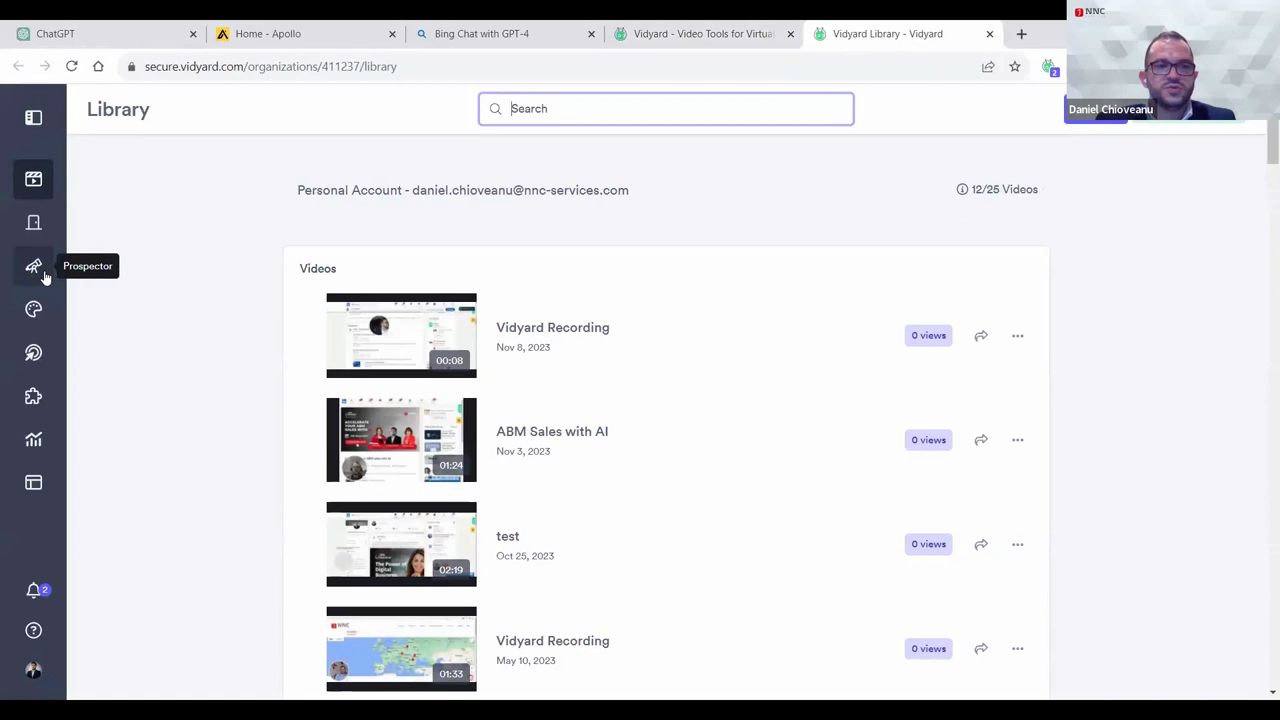 ChatGPT
Home - Apollo
Bing Chat with GPT-4
Vidyard - Video Tools for Virtua
Vidyard Library - Vidyard
NNC
secure.vidyard.com/organizations/411237/library
2
Daniel Chioveanu
Library
Search
Personal Account - daniel.chioveanu@nnc-services.com
12/25 Videos
Prospector
Videos
Vidyard Recording
Nov 8, 2023
00:08
0 views
ABM Sales with AI
Nov 3, 2023
01:24
0 views
test
Oct 25, 2023
02:19
0 views
Vidyard Recording
May 10, 2023
01:33
0 views
2